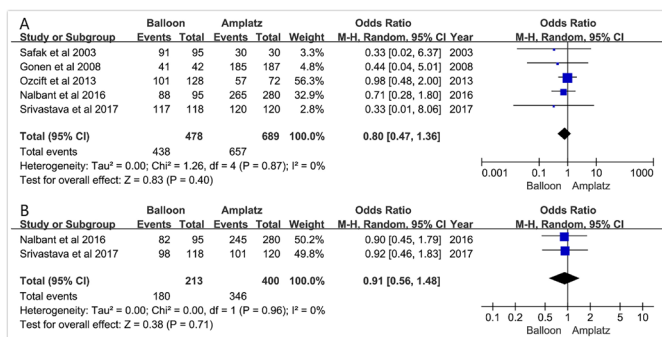 A
Balloon Amplatz Odds Ratio Odds Ratio
Study or Subgroup Events Total Events Total Weight M-H, Random, 95% CI Year M-H, Random, 95% CI
Safak et al 2003 91 95 30 30 3.3% 0.33 [0.02, 6.37] 2003
Gonen et al 2008 41 42 185 187 4.8% 0.44 [0.04, 5.01] 2008
Ozcift et al 2013 101 128 57 72 56.3% 0.98 [0.48, 2.00] 2013
Nalbant et al 2016 88 95 265 280 32.9% 0.71 [0.28, 1.80] 2016
Srivastava et al 2017 117 118 120 120 2.8% 0.33 [0.01, 8.06] 2017
Total (95% CI) 478 689 100.0% 0.80 [0.47, 1.36]
Total events 438 657
Heterogeneity: Tau² = 0.00; Chi² = 1.26, df = 4 (P = 0.87); I² = 0%
Test for overall effect: Z = 0.83 (P = 0.40)
0.001 0.1 1 10 1000
Balloon Amplatz
B
Balloon Amplatz Odds Ratio Odds Ratio
Study or Subgroup Events Total Events Total Weight M-H, Random, 95% CI Year M-H, Random, 95% CI
Nalbant et al 2016 82 95 245 280 50.2% 0.90 [0.45, 1.79] 2016
Srivastava et al 2017 98 118 101 120 49.8% 0.92 [0.46, 1.83] 2017
Total (95% CI) 213 400 100.0% 0.91 [0.56, 1.48]
Total events 180 346
Heterogeneity: Tau² = 0.00; Chi² = 0.00, df = 1 (P = 0.96); I² = 0%
Test for overall effect: Z = 0.38 (P = 0.71)
0.1 0.2 0.5 1 2 5 10
Balloon Amplatz